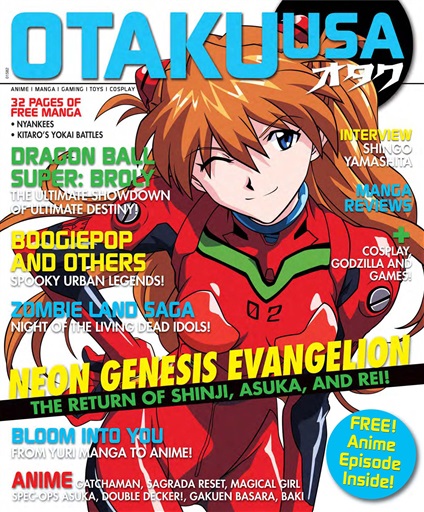 OTAKU USA
オタク
ANIME | MANGA | GAMING | TOYS | COSPLAY
32 PAGES OF
FREE MANGA
• NYANKEES
• KITARO'S YOKAI BATTLES
DRAGON BALL
SUPER: BROLY
THE ULTIMATE SHOWDOWN
OF ULTIMATE DESTINY!
BOOGIEPOP
AND OTHERS
SPOOKY URBAN LEGENDS!
ZOMBIE LAND SAGA
NIGHT OF THE LIVING DEAD IDOLS!
INTERVIEW
SHINGO
YAMASHITA
MANGA
REVIEWS
+
COSPLAY,
GODZILLA AND
GAMES!
02
NEON GENESIS EVANGELION
THE RETURN OF SHINJI, ASUKA, AND REI!
BLOOM INTO YOU
FROM YURI MANGA TO ANIME!
ANIME GATCHAMAN, SAGRADA RESET, MAGICAL GIRL
SPEC-OPS ASUKA, DOUBLE DECKER!, GAKUEN BASARA, BAKI
FREE!
Anime
Episode
Inside!